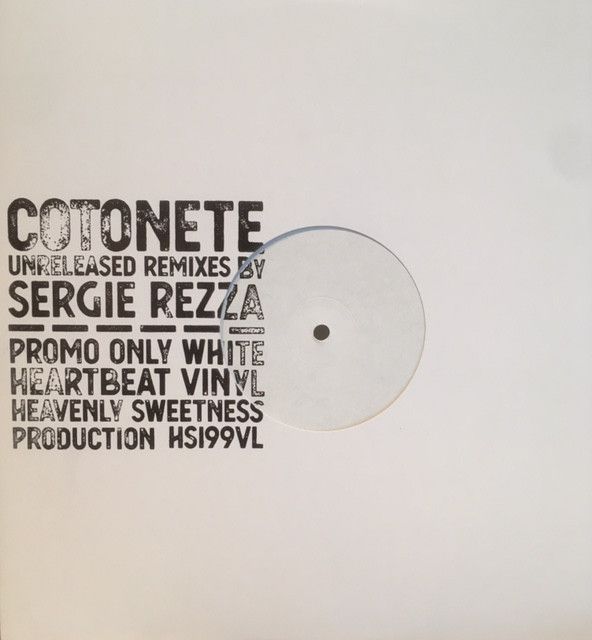 COTONETE
UNRELEASED REMIXES BY
SERGIE REZZA
PROMO ONLY WHITE
HEARTBEAT VINYL
HEAVENLY SWEETNESS
PRODUCTION HS199VL